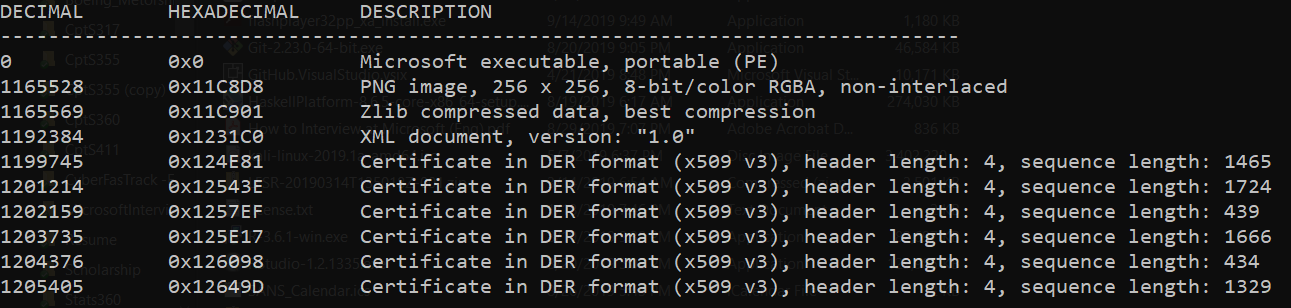 DECIMAL HEXADECIMAL DESCRIPTION
--------------------------------------------------------------------------------
0 0x0 Microsoft executable, portable (PE)
1165528 0x11C8D8 PNG image, 256 x 256, 8-bit/color RGBA, non-interlaced
1165569 0x11C901 Zlib compressed data, best compression
1192384 0x1231C0 XML document, version: "1.0"
1199745 0x124E81 Certificate in DER format (x509 v3), header length: 4, sequence length: 1465
1201214 0x12543E Certificate in DER format (x509 v3), header length: 4, sequence length: 1724
1202159 0x1257EF Certificate in DER format (x509 v3), header length: 4, sequence length: 439
1203735 0x125E17 Certificate in DER format (x509 v3), header length: 4, sequence length: 1666
1204376 0x126098 Certificate in DER format (x509 v3), header length: 4, sequence length: 434
1205405 0x12649D Certificate in DER format (x509 v3), header length: 4, sequence length: 1329